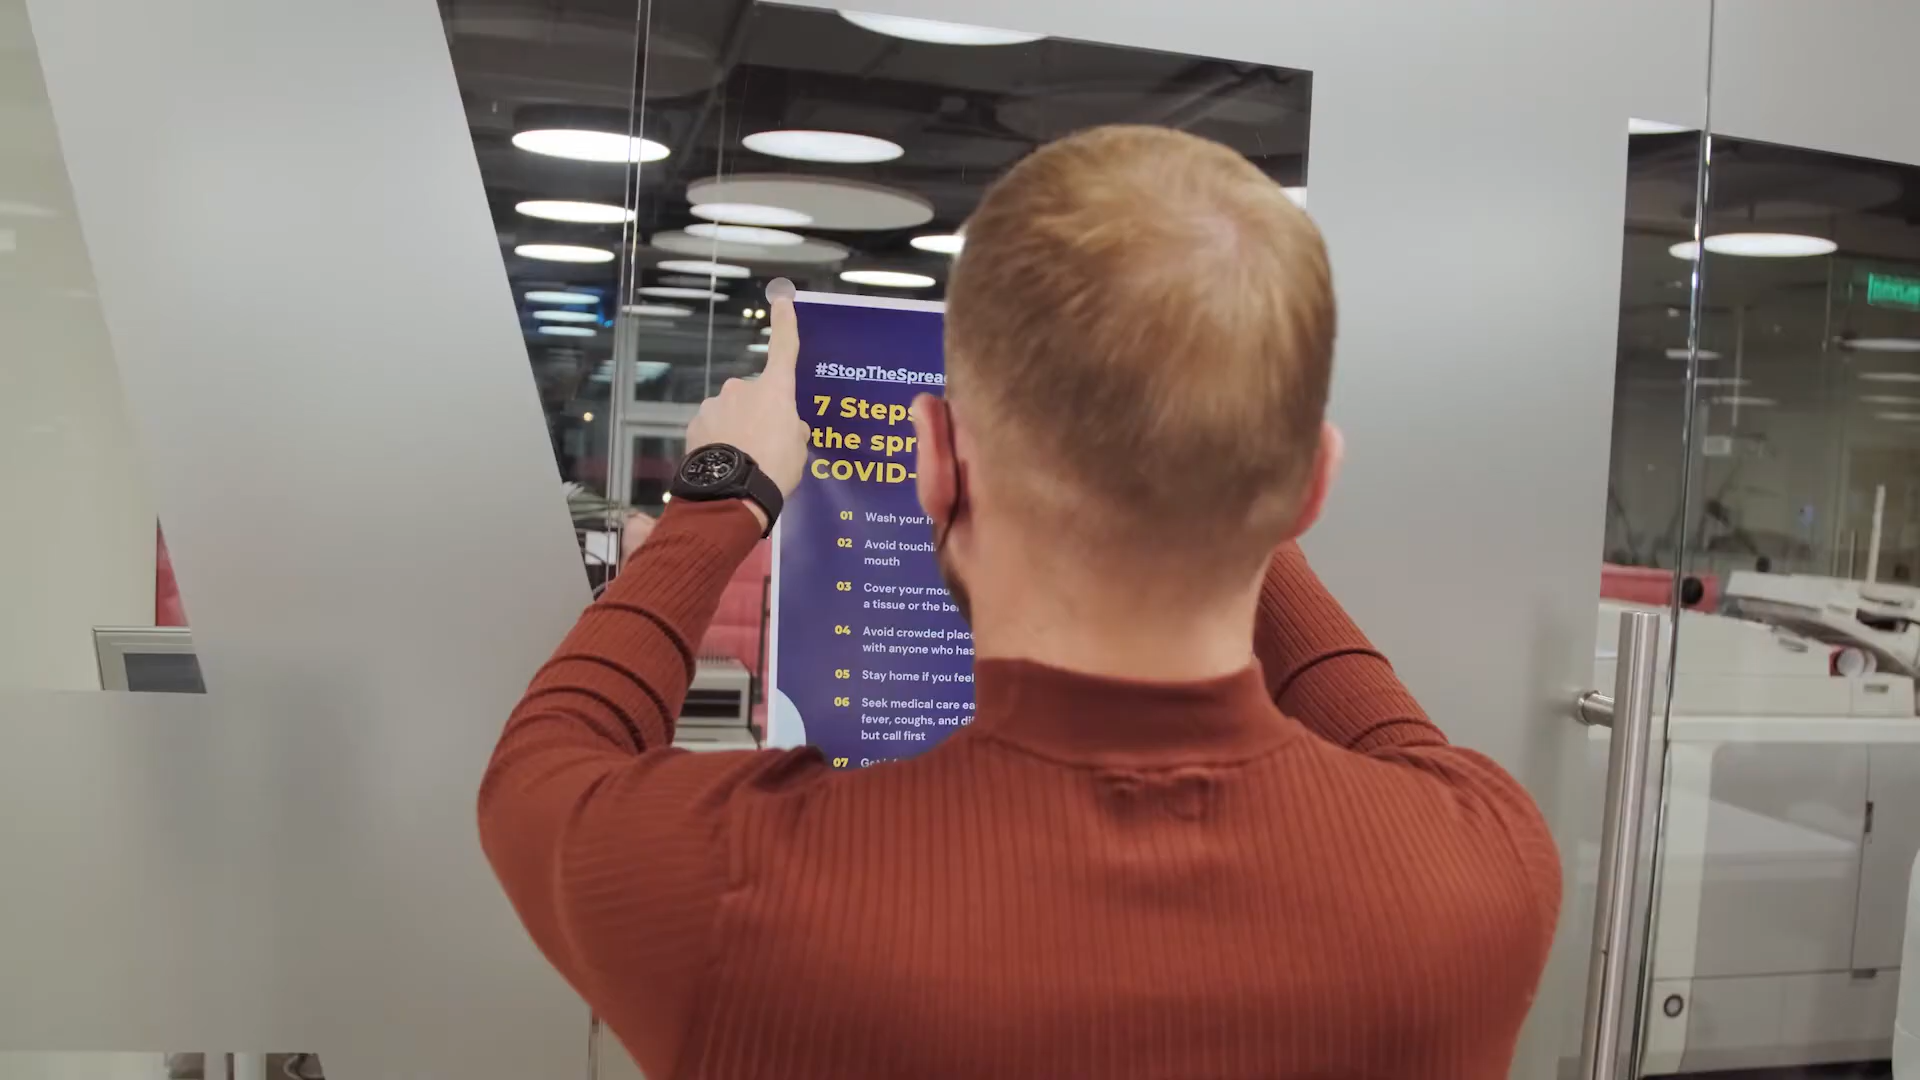 #StopTheSprea
7 Steps
the spr
COVID-
01 Wash your h
02 Avoid touchi
mouth
03 Cover your mou
a tissue or the be
04 Avoid crowded place
with anyone who has
05 Stay home if you feel
06 Seek medical care ea
fever, coughs, and di
but call first
07